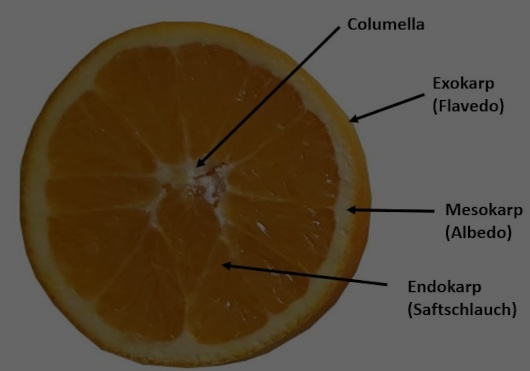 Columella
Exokarp
(Flavedo)
Mesokarp
(Albedo)
Endokarp
(Saftschlauch)